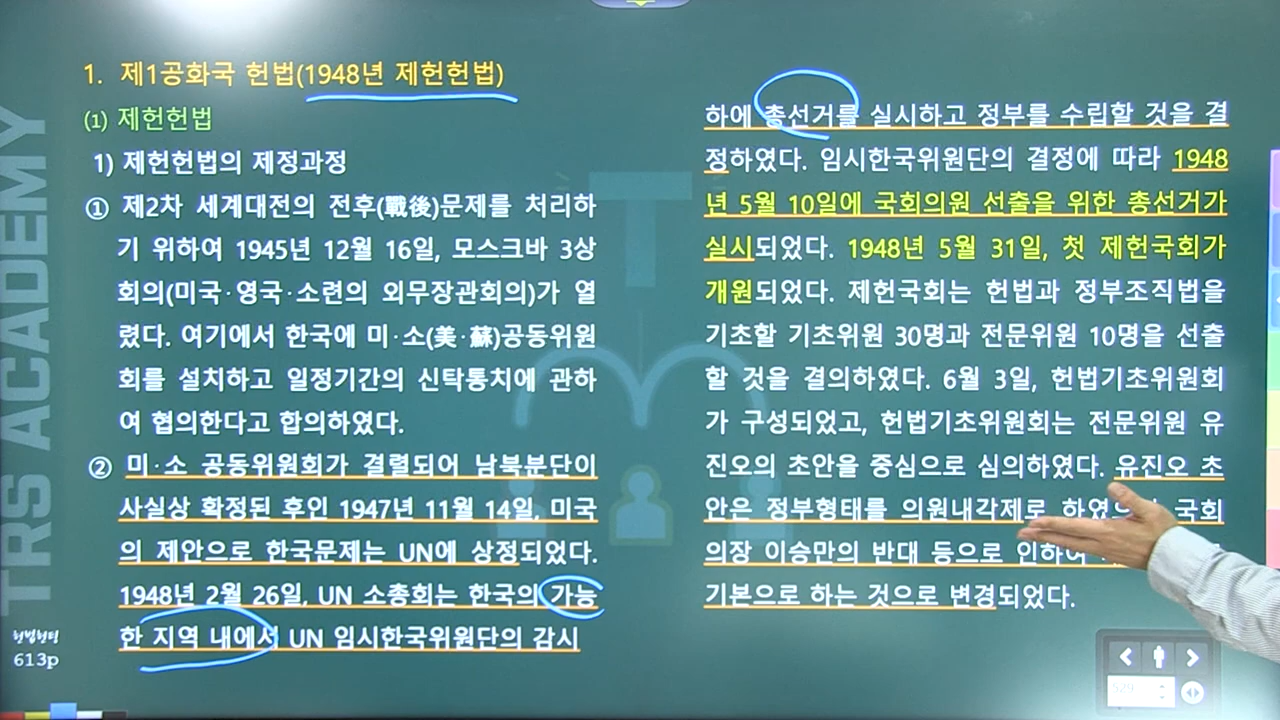 1. 제1공화국 헌법(1948년 제헌헌법)
(1) 제헌헌법
1) 제헌헌법의 제정과정
① 제2차 세계대전의 전후(戰後)문제를 처리하
기 위하여 1945년 12월 16일, 모스크바 3상
회의(미국·영국·소련의 외무장관회의)가 열
렸다. 여기에서 한국에 미·소(美·蘇)공동위원
회를 설치하고 일정기간의 신탁통치에 관하
여 협의한다고 합의하였다.
② 미·소 공동위원회가 결렬되어 남북분단이
사실상 확정된 후인 1947년 11월 14일, 미국
의 제안으로 한국문제는 UN에 상정되었다.
1948년 2월 26일, UN 소총회는 한국의 가능
한 지역 내에서 UN 임시한국위원단의 감시
하에 총선거를 실시하고 정부를 수립할 것을 결
정하였다. 임시한국위원단의 결정에 따라 1948
년 5월 10일에 국회의원 선출을 위한 총선거가
실시되었다. 1948년 5월 31일, 첫 제헌국회가
개원되었다. 제헌국회는 헌법과 정부조직법을
기초할 기초위원 30명과 전문위원 10명을 선출
할 것을 결의하였다. 6월 3일, 헌법기초위원회
가 구성되었고, 헌법기초위원회는 전문위원 유
진오의 초안을 중심으로 심의하였다. 유진오 초
안은 정부형태를 의원내각제로 국회
의장 이승만의 반대 등으로 인하여
기본으로 하는 것으로 변경되었다.
헌법헌터
613p
TRS ACADEMY
529